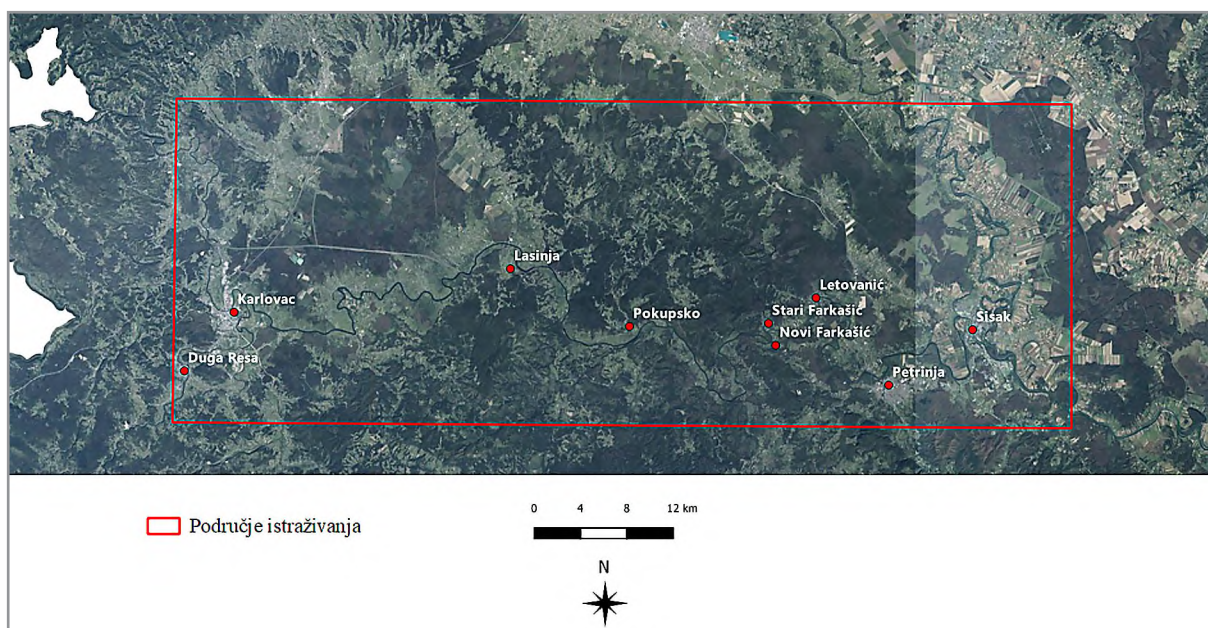 Lasinja
Letovanić
Karlovac
Pokupsko
Stari Farkašić
Sisak
Novi Farkašić
Duga Resa
Petrinja
0 4 8 12 km
Područje istraživanja
N